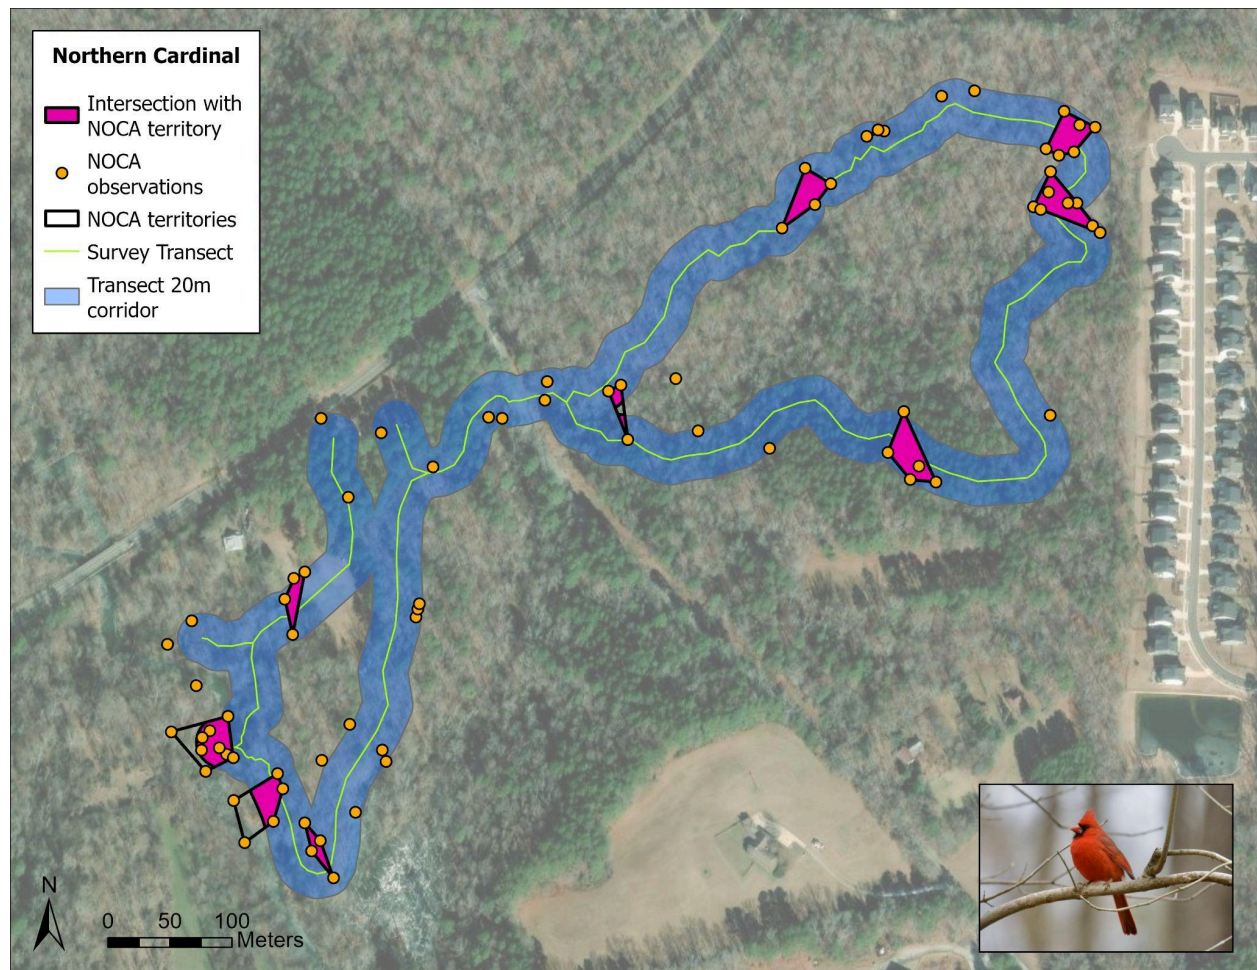 Northern Cardinal
Intersection with
NOCA territory
NOCA
observations
NOCA territories
Survey Transect
Transect 20m
corridor
N
0 50 100
Meters